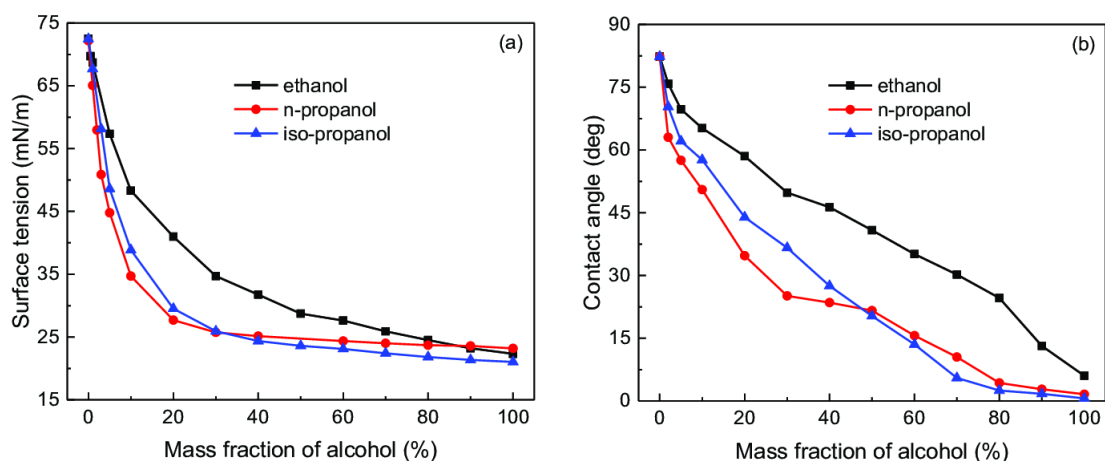 (a)
ethanol
n-propanol
iso-propanol
Surface tension (mN/m)
75
65
55
45
35
25
15
0 20 40 60 80 100
Mass fraction of alcohol (%)
(b)
ethanol
n-propanol
iso-propanol
Contact angle (deg)
90
75
60
45
30
15
0
0 20 40 60 80 100
Mass fraction of alcohol (%)